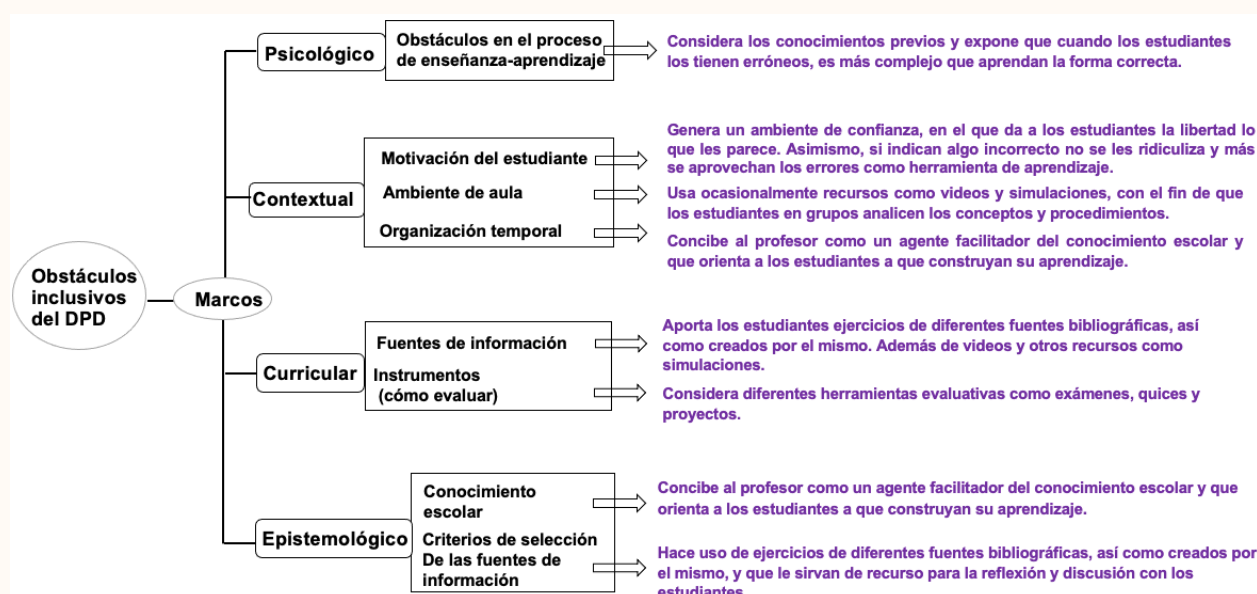 Obstáculos
inclusivos
del DPD
Marcos
Psicológico
Obstáculos en el proceso
de enseñanza-aprendizaje
Considera los conocimientos previos y expone que cuando los estudiantes
los tienen erróneos, es más complejo que aprendan la forma correcta.
Contextual
Motivación del estudiante
Genera un ambiente de confianza, en el que da a los estudiantes la libertad lo
que les parece. Asimismo, si indican algo incorrecto no se les ridiculiza y más
se aprovechan los errores como herramienta de aprendizaje.
Ambiente de aula
Usa ocasionalmente recursos como videos y simulaciones, con el fin de que
los estudiantes en grupos analicen los conceptos y procedimientos.
Organización temporal
Concibe al profesor como un agente facilitador del conocimiento escolar y
que orienta a los estudiantes a que construyan su aprendizaje.
Curricular
Fuentes de información
Aporta los estudiantes ejercicios de diferentes fuentes bibliográficas, así
como creados por el mismo. Además de videos y otros recursos como
simulaciones.
Instrumentos
(cómo evaluar)
Considera diferentes herramientas evaluativas como exámenes, quices y
proyectos.
Epistemológico
Conocimiento
escolar
Concibe al profesor como un agente facilitador del conocimiento escolar y que
orienta a los estudiantes a que construyan su aprendizaje.
Criterios de selección
De las fuentes de
información
Hace uso de ejercicios de diferentes fuentes bibliográficas, así como creados por
el mismo, y que le sirvan de recurso para la reflexión y discusión con los
estudiantes